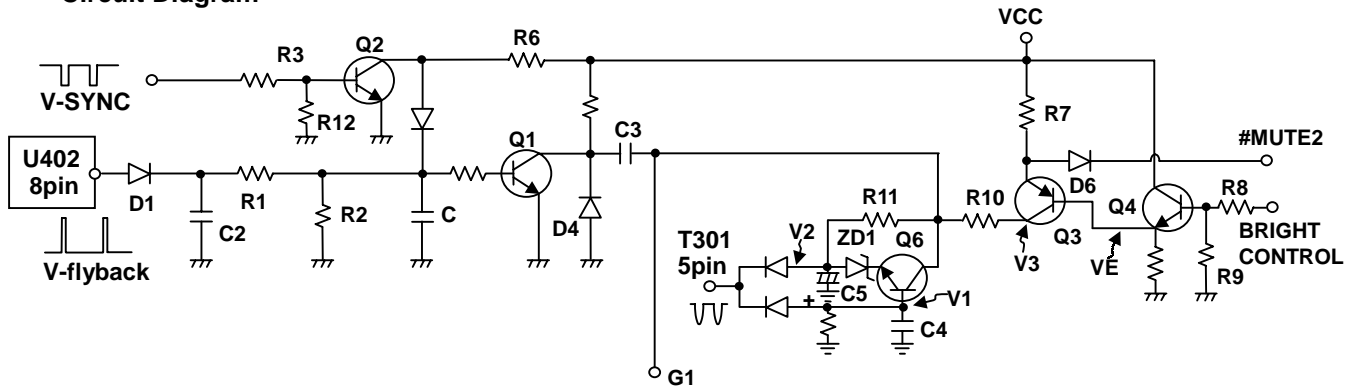 Circuit Diagram
VCC
R3
Q2
R6
V-SYNC
R12
R7
#MUTE2
U402
8pin
Q1
C3
D1
R1
R2
C2
C
D4
D6
R11
R10
Q4
R8
T301
5pin
V2
ZD1
Q6
Q3
BRIGHT
CONTROL
V3
VE
R9
V-flyback
+
C5
V1
C4
G1